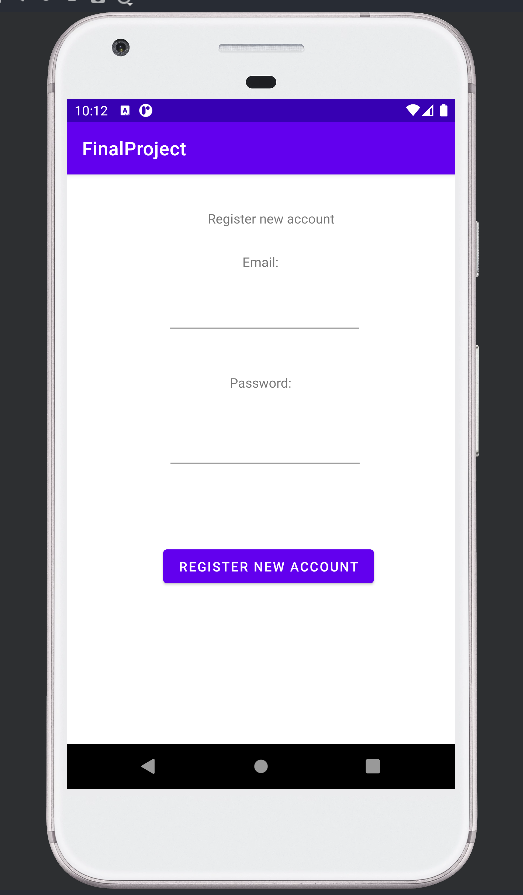 10:12
FinalProject
Register new account
Email:
Password:
REGISTER NEW ACCOUNT